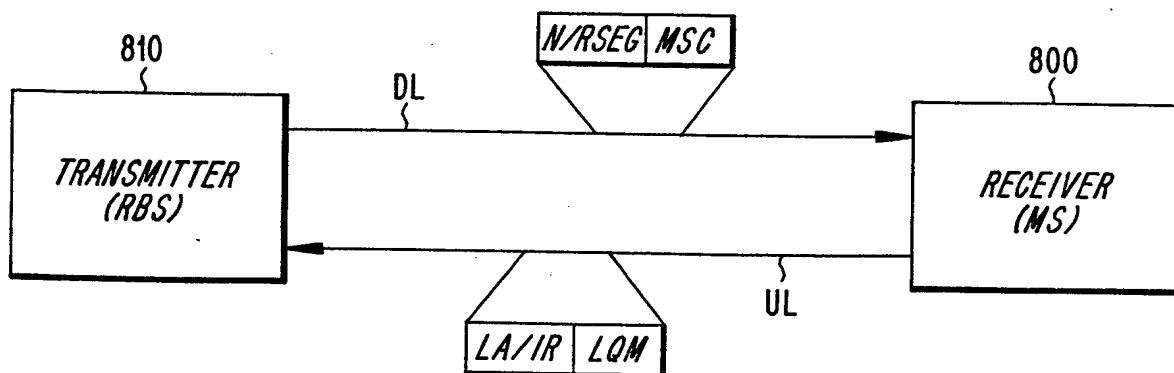 N/RSEG MSC
810
800
DL
TRANSMITTER
(RBS)
RECEIVER
(MS)
UL
LA/IR LQM